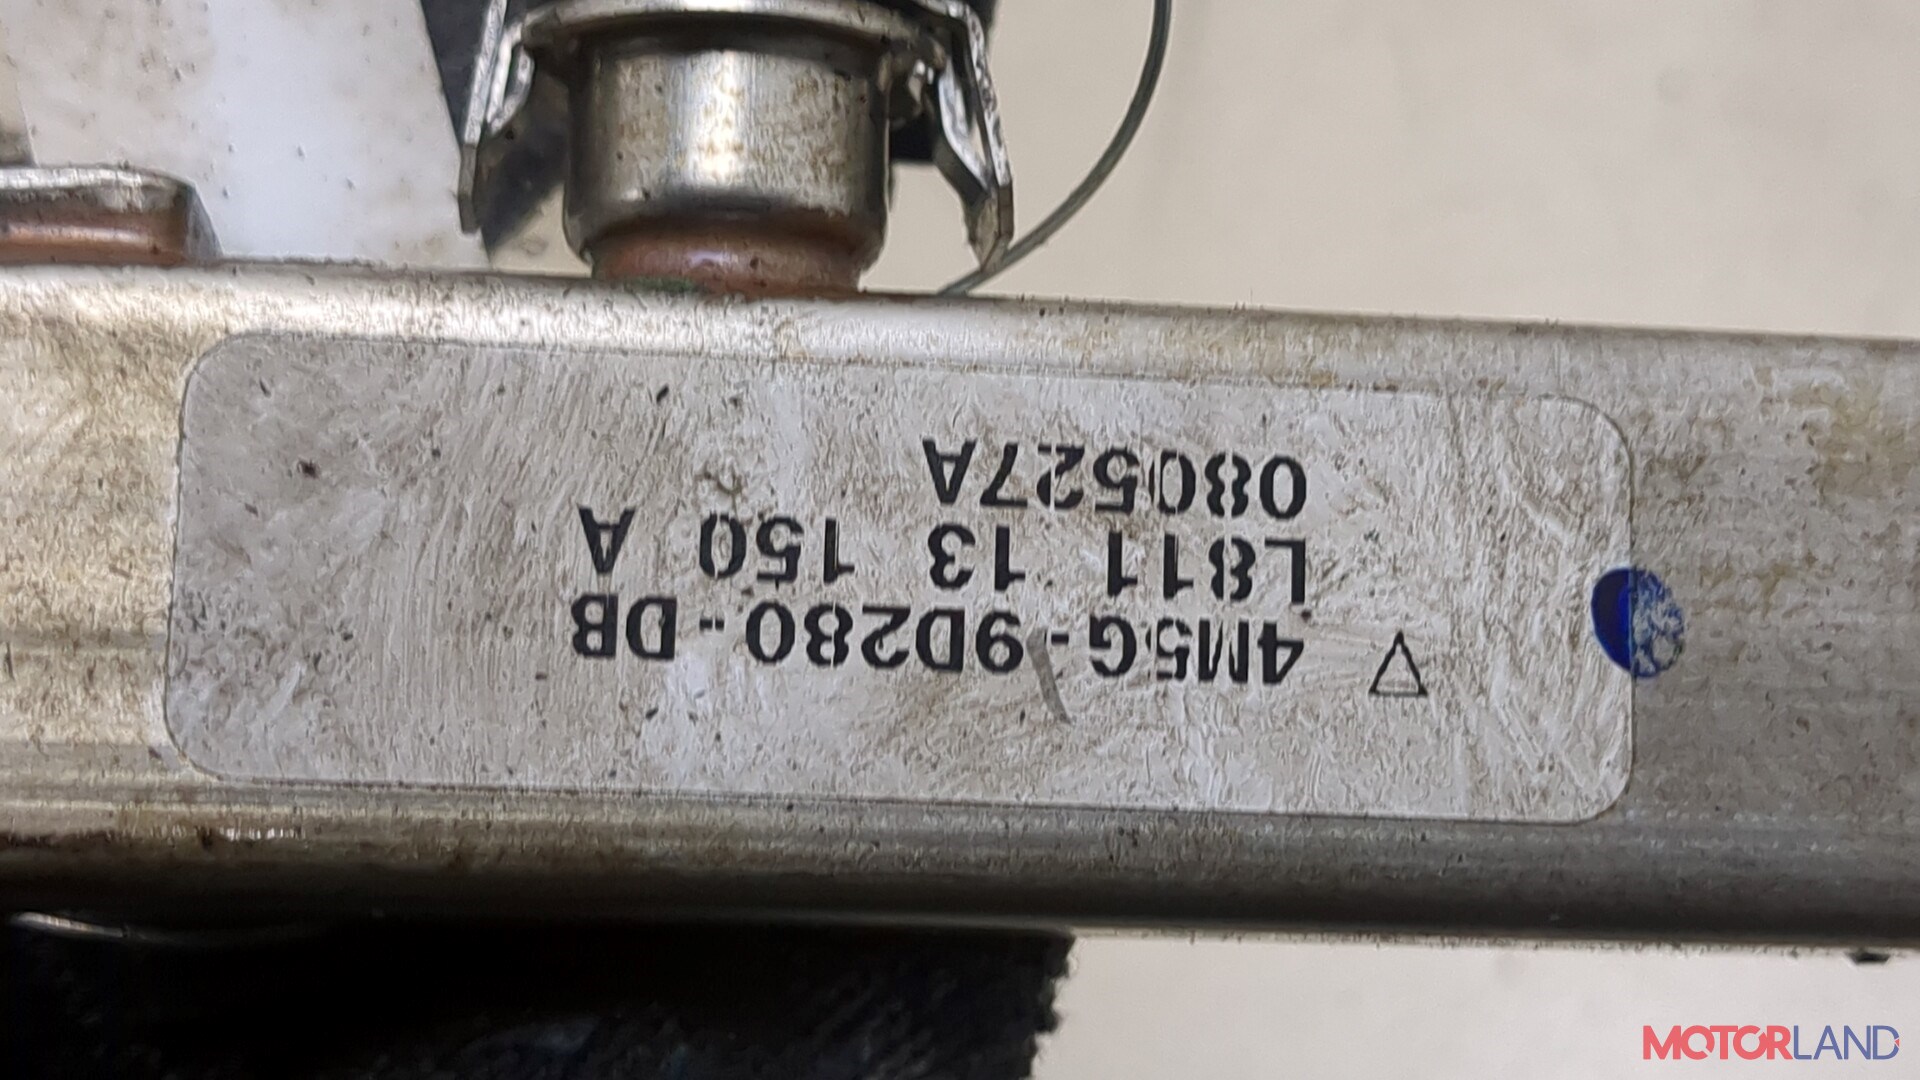 4M5G-9D280-DB
L811 13 150 A
080527A
MOTORLAND